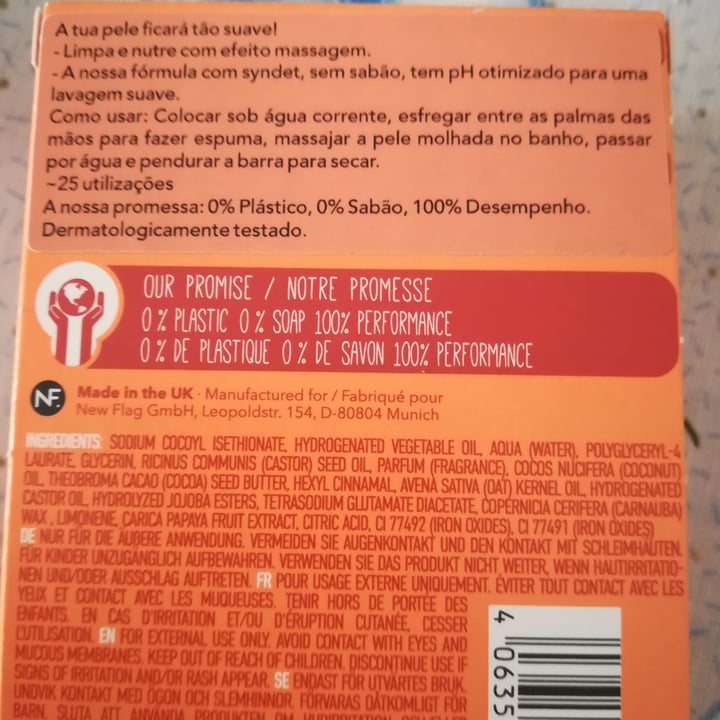 A tua pele ficará tão suave!
- Limpa e nutre com efeito massagem.
- A nossa fórmula com syndet, sem sabão, tem pH otimizado para uma
lavagem suave.
Como usar: Colocar sob água corrente, esfregar entre as palmas das
mãos para fazer espuma, massajar a pele molhada no banho, passar
por água e pendurar a barra para secar.
~25 utilizações
A nossa promessa: 0% Plástico, 0% Sabão, 100% Desempenho.
Dermatologicamente testado.
OUR PROMISE / NOTRE PROMESSE
0 % PLASTIC 0 % SOAP 100% PERFORMANCE
0 % DE PLASTIQUE 0 % DE SAVON 100% PERFORMANCE
NF. Made in the UK · Manufactured for / Fabriqué pour
New Flag GmbH, Leopoldstr. 154, D-80804 Munich
INGREDIENTS: SODIUM COCOYL ISETHIONATE, HYDROGENATED VEGETABLE OIL, AQUA (WATER), POLYGLYCERYL-4
LAURATE, GLYCERIN, RICINUS COMMUNIS (CASTOR) SEED OIL, PARFUM (FRAGRANCE), COCOS NUCIFERA (COCONUT)
OIL, THEOBROMA CACAO (COCOA) SEED BUTTER, HEXYL CINNAMAL, AVENA SATIVA (OAT) KERNEL OIL, HYDROGENATED
CASTOR OIL, HYDROLYZED JOJOBA ESTERS, TETRASODIUM GLUTAMATE DIACETATE, COPERNICIA CERIFERA (CARNAUBA)
WAX , LIMONENE, CARICA PAPAYA FRUIT EXTRACT, CITRIC ACID, CI 77492 (IRON OXIDES), CI 77491 (IRON OXIDES)
DE NUR FÜR DIE ÄUßERE ANWENDUNG. VERMEIDEN SIE AUGENKONTAKT UND DEN KONTAKT MIT SCHLEIMHÄUTEN.
FÜR KINDER UNZUGÄNGLICH AUFBEWAHREN. VERWENDEN SIE DAS PRODUKT NICHT WEITER, WENN HAUTIRRITATIO-
NEN UND/ODER AUSSCHLAG AUFTRETEN. FR POUR USAGE EXTERNE UNIQUEMENT. ÉVITER TOUT CONTACT AVEC LES
YEUX ET CONTACT AVEC LES MUQUEUSES. TENIR HORS DE PORTÉE DES
ENFANTS. EN CAS D'IRRITATION ET/OU D'ÉRUPTION CUTANÉE, CESSER
L'UTILISATION. EN FOR EXTERNAL USE ONLY. AVOID CONTACT WITH EYES AND
MUCOUS MEMBRANES. KEEP OUT OF REACH OF CHILDREN. DISCONTINUE USE IF
SIGNS OF IRRITATION AND/OR RASH APPEAR. SE ENDAST FÖR UTVÄRTES BRUK.
UNDVIK KONTAKT MED ÖGON OCH SLEMHINNOR. FÖRVARAS OÅTKOMLIGT FÖR
BARN. SLUTA ATT ANVÄNDA PRODUKTEN OM
4 0635